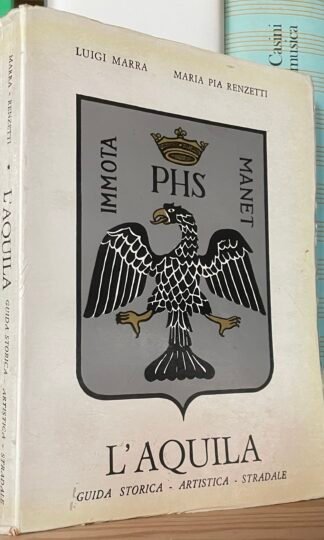 LUIGI MARRA
MARIA PIA RENZETTI
IMMOTA
PHS
MANET
L'AQUILA
GUIDA STORICA - ARTISTICA - STRADALE
MARRA - RENZETTI • L'AQUILA GUIDA STORICA - ARTISTICA - STRADALE
Casini
musica